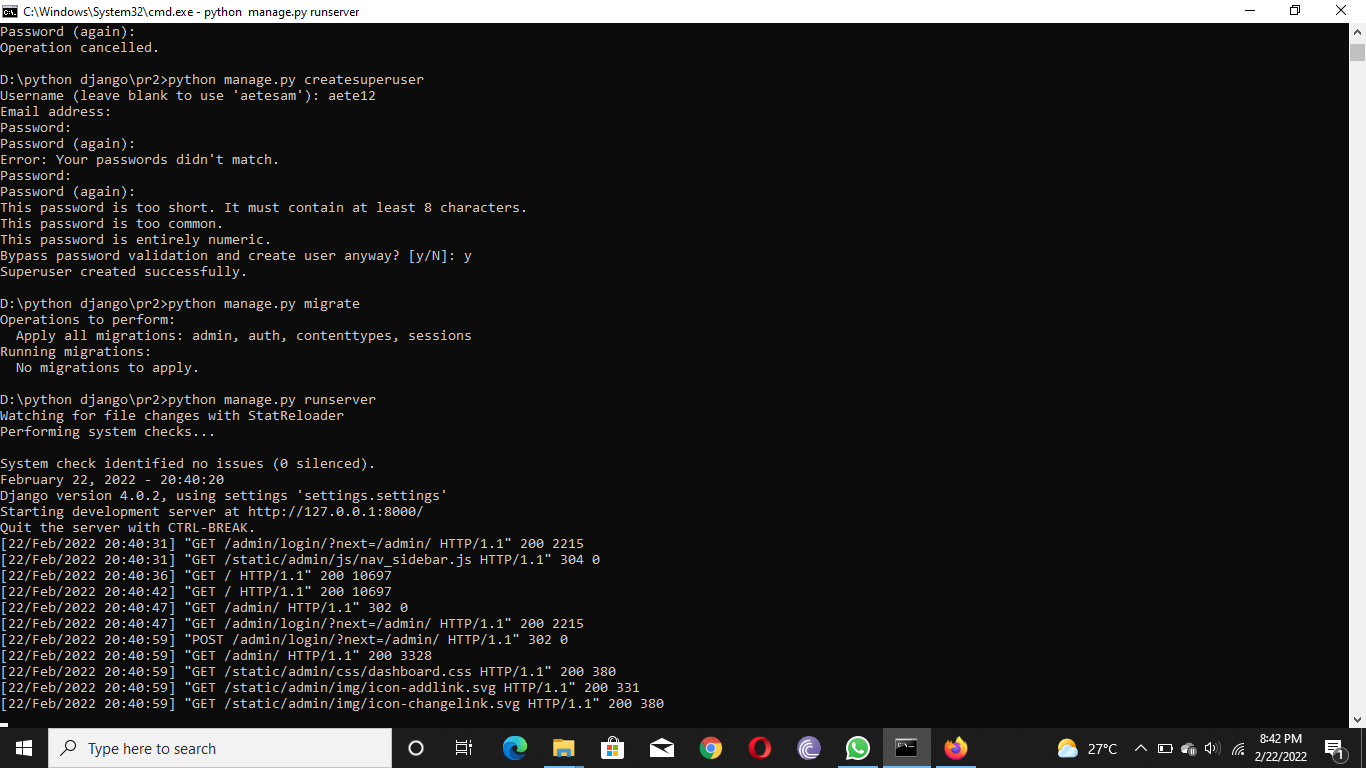 C:\Windows\System32\cmd.exe - python  manage.py runserver
Password (again):
Operation cancelled.
D:\python django\pr2>python manage.py createsuperuser
Username (leave blank to use 'aetesam'): aete12
Email address:
Password:
Password (again):
Error: Your passwords didn't match.
Password:
Password (again):
This password is too short. It must contain at least 8 characters.
This password is too common.
This password is entirely numeric.
Bypass password validation and create user anyway? [y/N]: y
Superuser created successfully.
D:\python django\pr2>python manage.py migrate
Operations to perform:
  Apply all migrations: admin, auth, contenttypes, sessions
Running migrations:
  No migrations to apply.
D:\python django\pr2>python manage.py runserver
Watching for file changes with StatReloader
Performing system checks...
System check identified no issues (0 silenced).
February 22, 2022 - 20:40:20
Django version 4.0.2, using settings 'settings.settings'
Starting development server at http://127.0.0.1:8000/
Quit the server with CTRL-BREAK.
[22/Feb/2022 20:40:31] "GET /admin/login/?next=/admin/ HTTP/1.1" 200 2215
[22/Feb/2022 20:40:31] "GET /static/admin/js/nav_sidebar.js HTTP/1.1" 304 0
[22/Feb/2022 20:40:36] "GET / HTTP/1.1" 200 10697
[22/Feb/2022 20:40:42] "GET / HTTP/1.1" 200 10697
[22/Feb/2022 20:40:47] "GET /admin/ HTTP/1.1" 302 0
[22/Feb/2022 20:40:47] "GET /admin/login/?next=/admin/ HTTP/1.1" 200 2215
[22/Feb/2022 20:40:59] "POST /admin/login/?next=/admin/ HTTP/1.1" 302 0
[22/Feb/2022 20:40:59] "GET /admin/ HTTP/1.1" 200 3328
[22/Feb/2022 20:40:59] "GET /static/admin/css/dashboard.css HTTP/1.1" 200 380
[22/Feb/2022 20:40:59] "GET /static/admin/img/icon-addlink.svg HTTP/1.1" 200 331
[22/Feb/2022 20:40:59] "GET /static/admin/img/icon-changelink.svg HTTP/1.1" 200 380
Type here to search
27°C
8:42 PM
2/22/2022
1